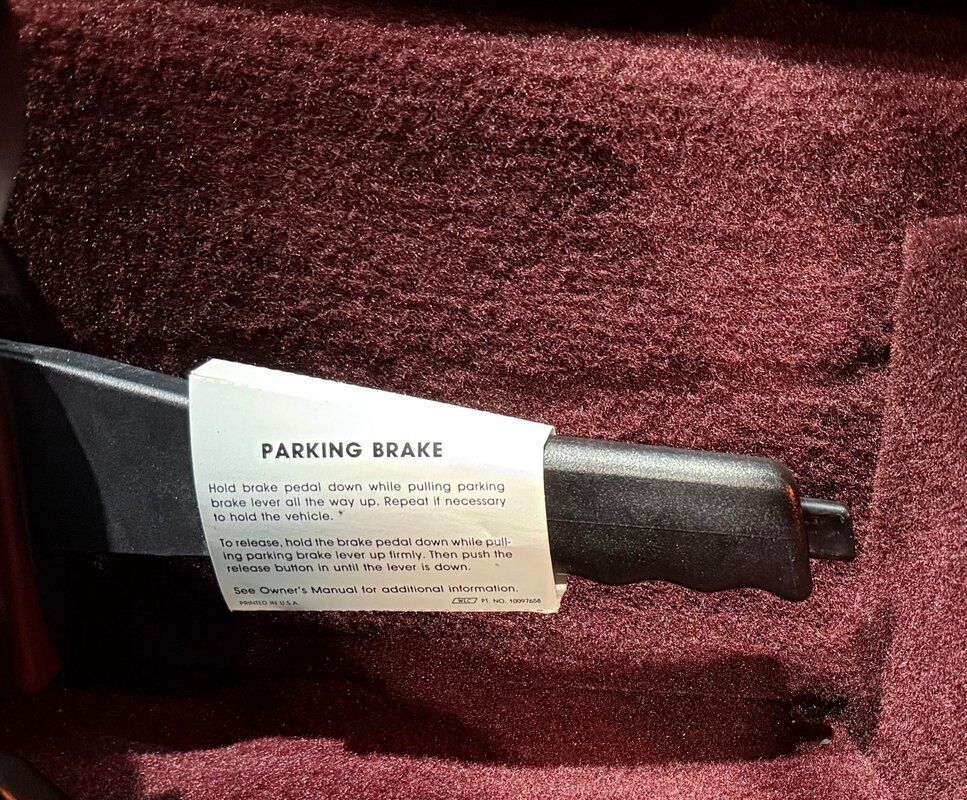 PARKING BRAKE
Hold brake pedal down while pulling parking
brake lever all the way up. Repeat if necessary
to hold the vehicle.
To release, hold the brake pedal down while pull-
ing parking brake lever up firmly. Then push the
release button in until the lever is down.
See Owner's Manual for additional information.
PRINTED IN U.S.A. WLC PT. NO. 10097658